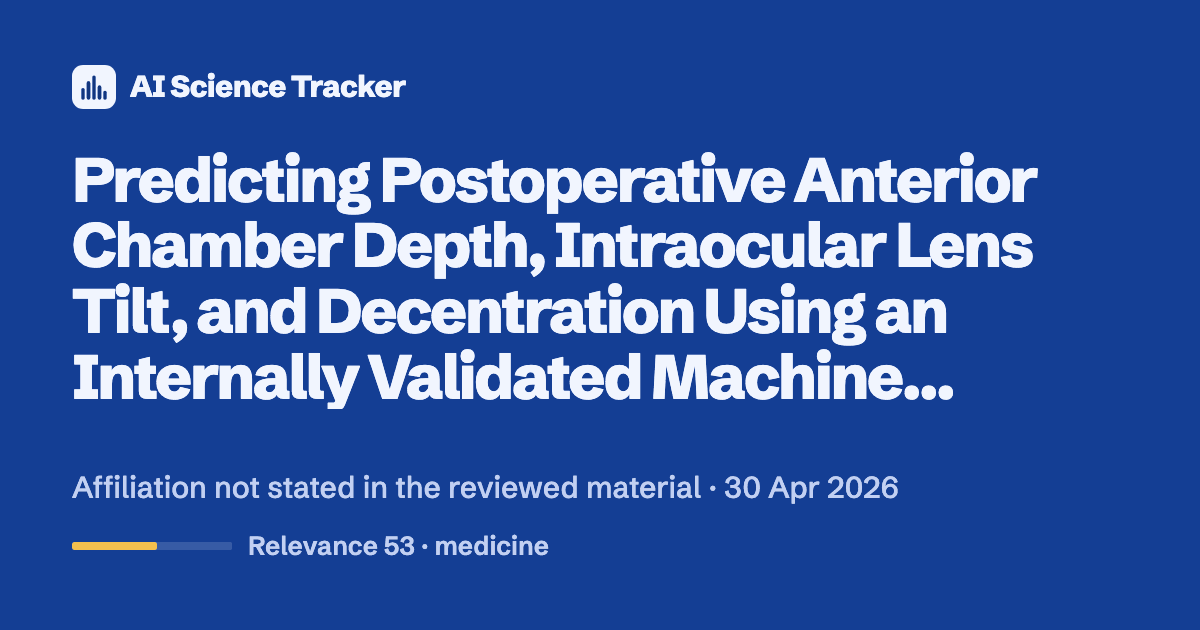 AI Science Tracker
Predicting Postoperative Anterior
Chamber Depth, Intraocular Lens
Tilt, and Decentration Using an
Internally Validated Machine...
Affiliation not stated in the reviewed material · 30 Apr 2026
Relevance 53 · medicine